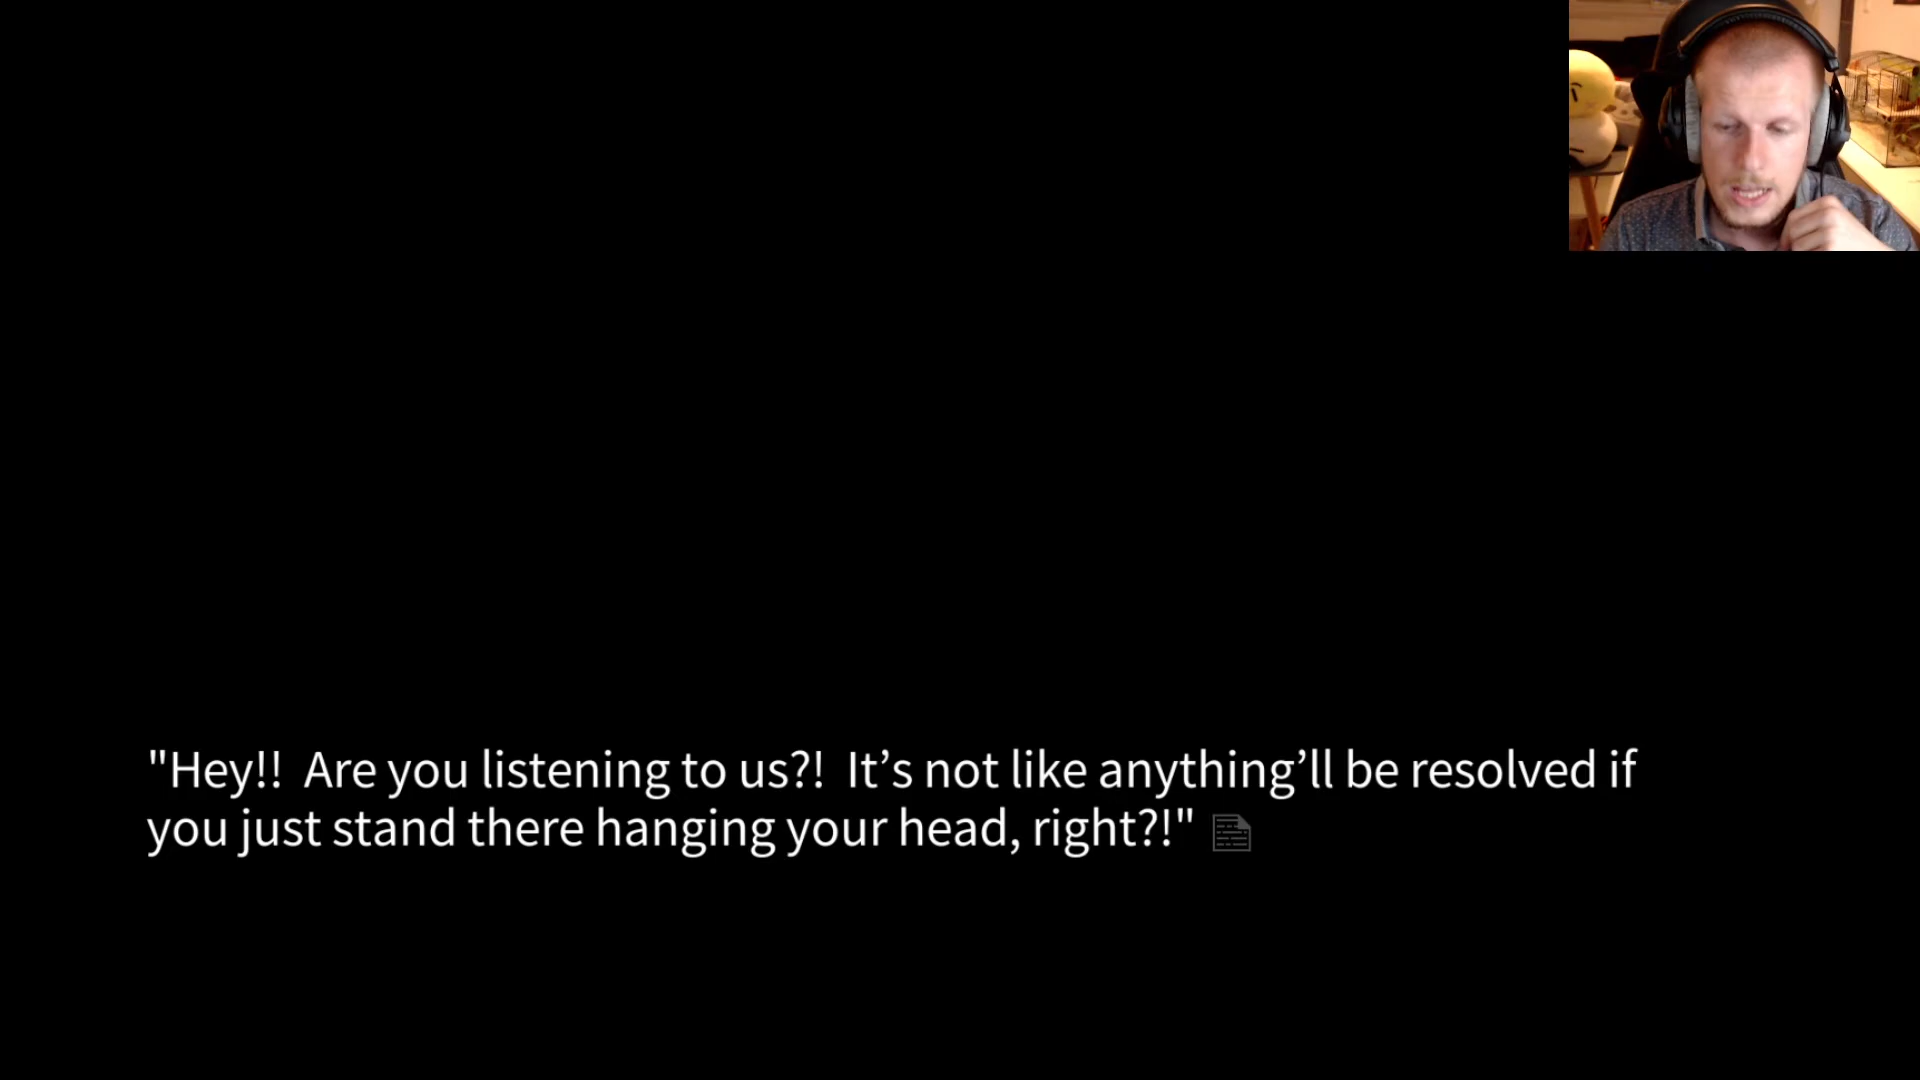 "Hey!!  Are you listening to us?!  It’s not like anything’ll be resolved if
you just stand there hanging your head, right?!"